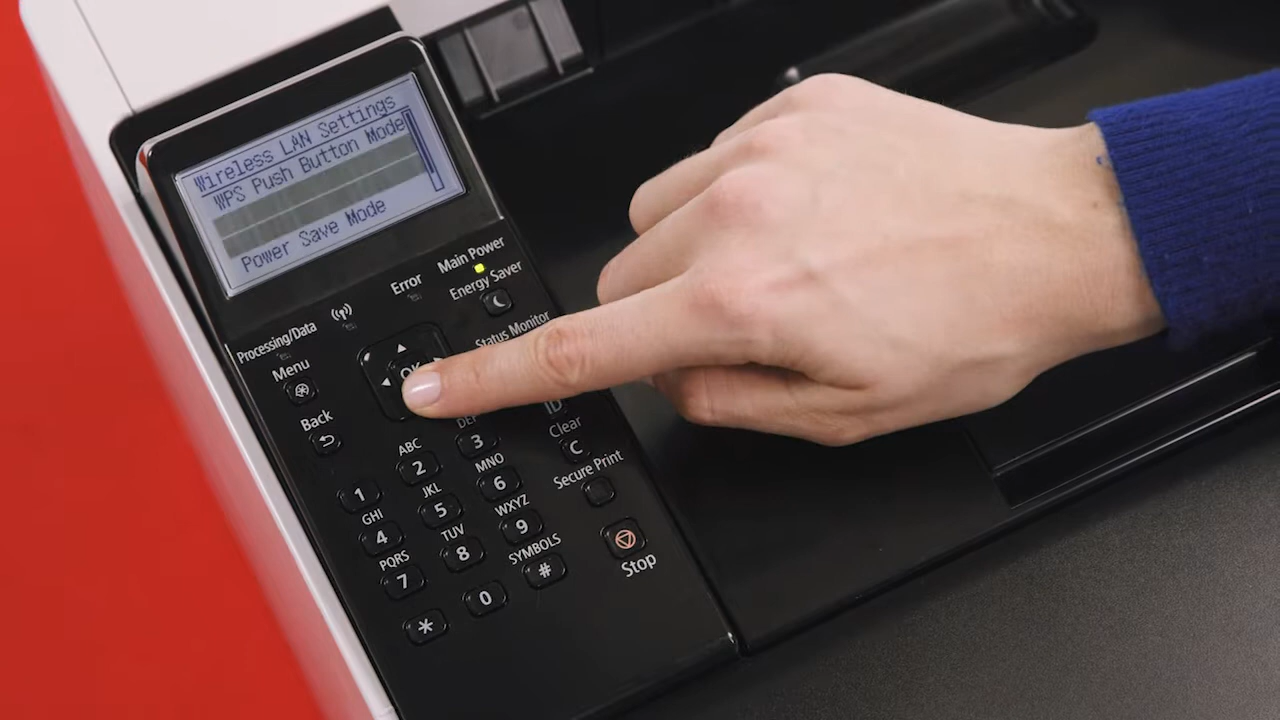 Wireless LAN Settings
WPS Push Button Mode
Power Save Mode
Processing/Data
Error
Main Power
Energy Saver
Status Monitor
Menu
OK
Back
ID
Clear
C
Secure Print
Stop
1
ABC
2
3
GHI
4
JKL
5
MNO
6
PQRS
7
TUV
8
WXYZ
9
*
0
SYMBOLS
#